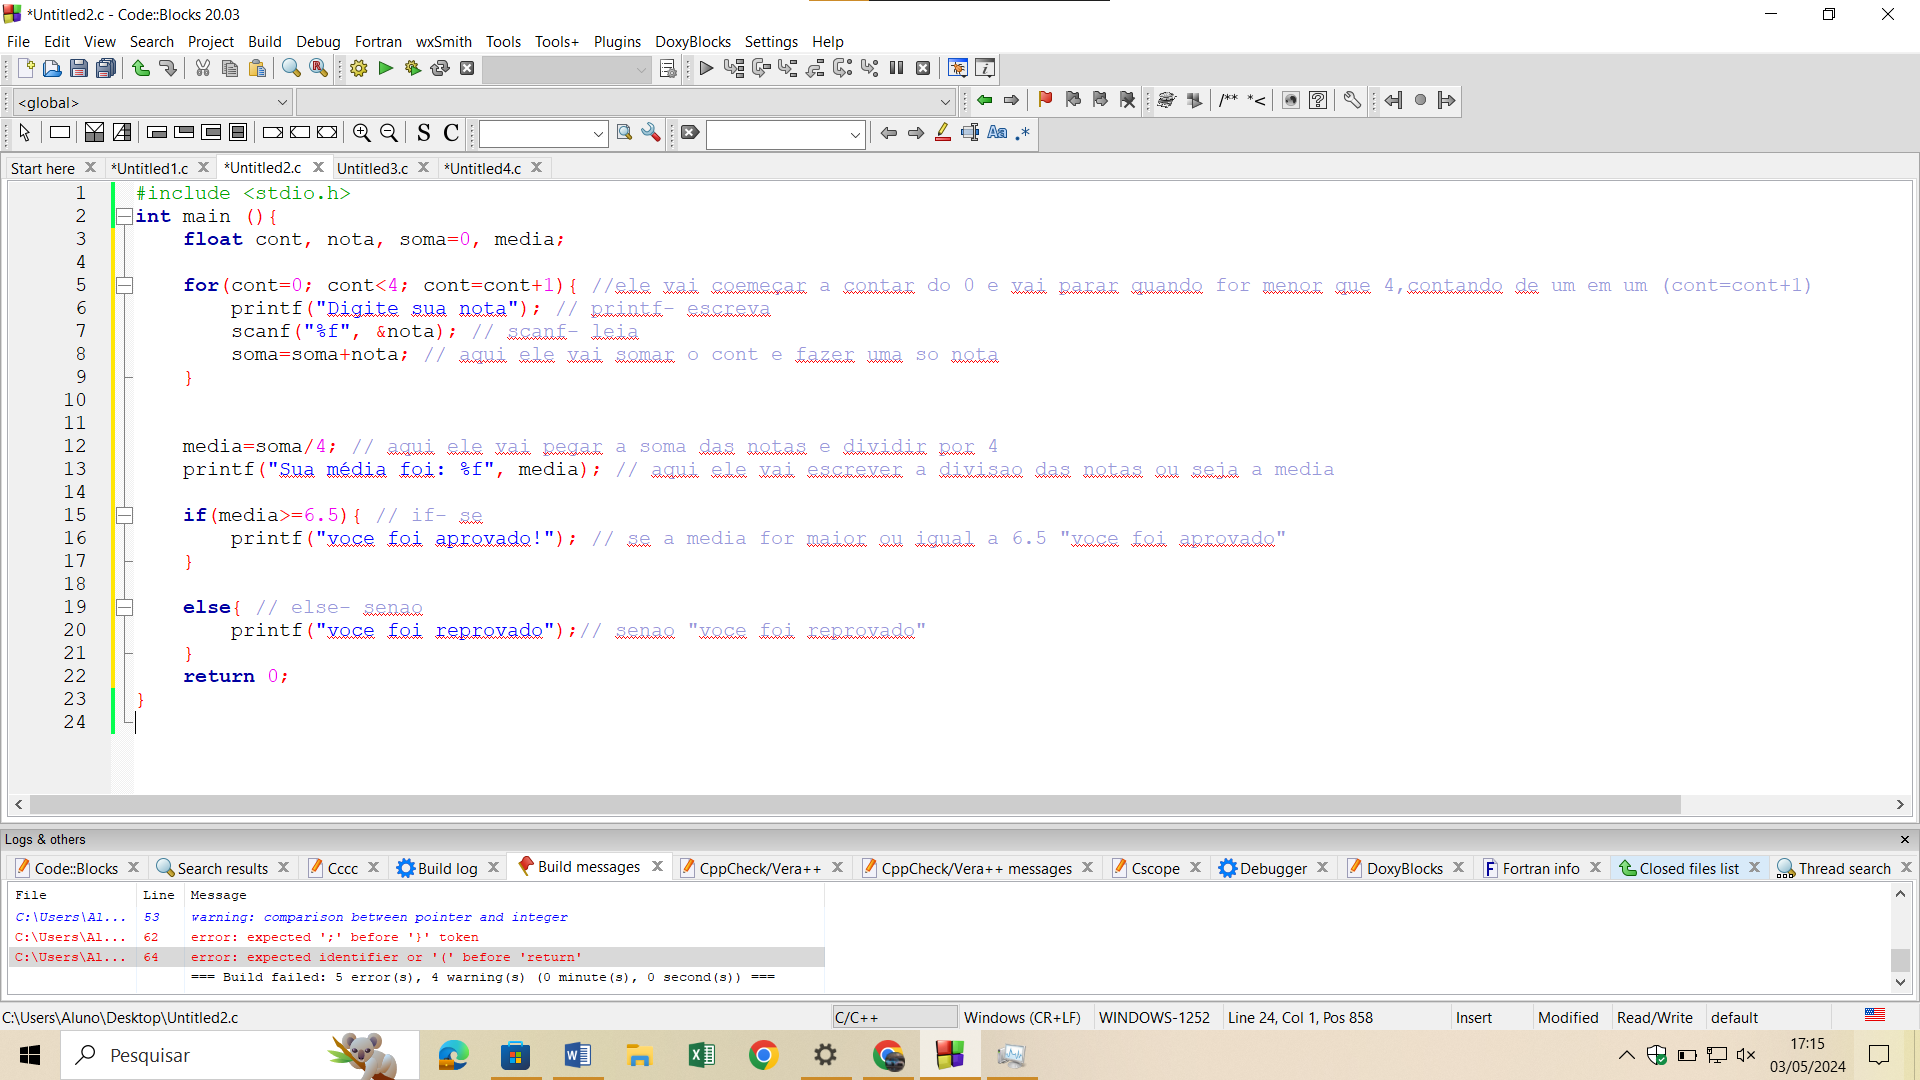 *Untitled2.c - Code::Blocks 20.03
File Edit View Search Project Build Debug Fortran wxSmith Tools Tools+ Plugins DoxyBlocks Settings Help
<global>
/** *<
S C
Aa .*
Start here *Untitled1.c *Untitled2.c Untitled3.c *Untitled4.c
1 #include <stdio.h>
2 int main (){
3 float cont, nota, soma=0, media;
4
5 for(cont=0; cont<4; cont=cont+1){ //ele vai coemeçar a contar do 0 e vai parar quando for menor que 4,contando de um em um (cont=cont+1)
6 printf("Digite sua nota"); // printf- escreva
7 scanf("%f", &nota); // scanf- leia
8 soma=soma+nota; // aqui ele vai somar o cont e fazer uma so nota
9 }
10
11
12 media=soma/4; // aqui ele vai pegar a soma das notas e dividir por 4
13 printf("Sua média foi: %f", media); // aqui ele vai escrever a divisao das notas ou seja a media
14
15 if(media>=6.5){ // if- se
16 printf("voce foi aprovado!"); // se a media for maior ou igual a 6.5 "voce foi aprovado"
17 }
18
19 else{ // else- senao
20 printf("voce foi reprovado");// senao "voce foi reprovado"
21 }
22 return 0;
23 }
24
Logs & others
Code::Blocks Search results Cccc Build log Build messages CppCheck/Vera++ CppCheck/Vera++ messages Cscope Debugger DoxyBlocks Fortran info Closed files list Thread search
File Line Message
C:\Users\Al... 53 warning: comparison between pointer and integer
C:\Users\Al... 62 error: expected ';' before '}' token
C:\Users\Al... 64 error: expected identifier or '(' before 'return'
=== Build failed: 5 error(s), 4 warning(s) (0 minute(s), 0 second(s)) ===
C:\Users\Aluno\Desktop\Untitled2.c C/C++ Windows (CR+LF) WINDOWS-1252 Line 24, Col 1, Pos 858 Insert Modified Read/Write default
Pesquisar
17:15
03/05/2024